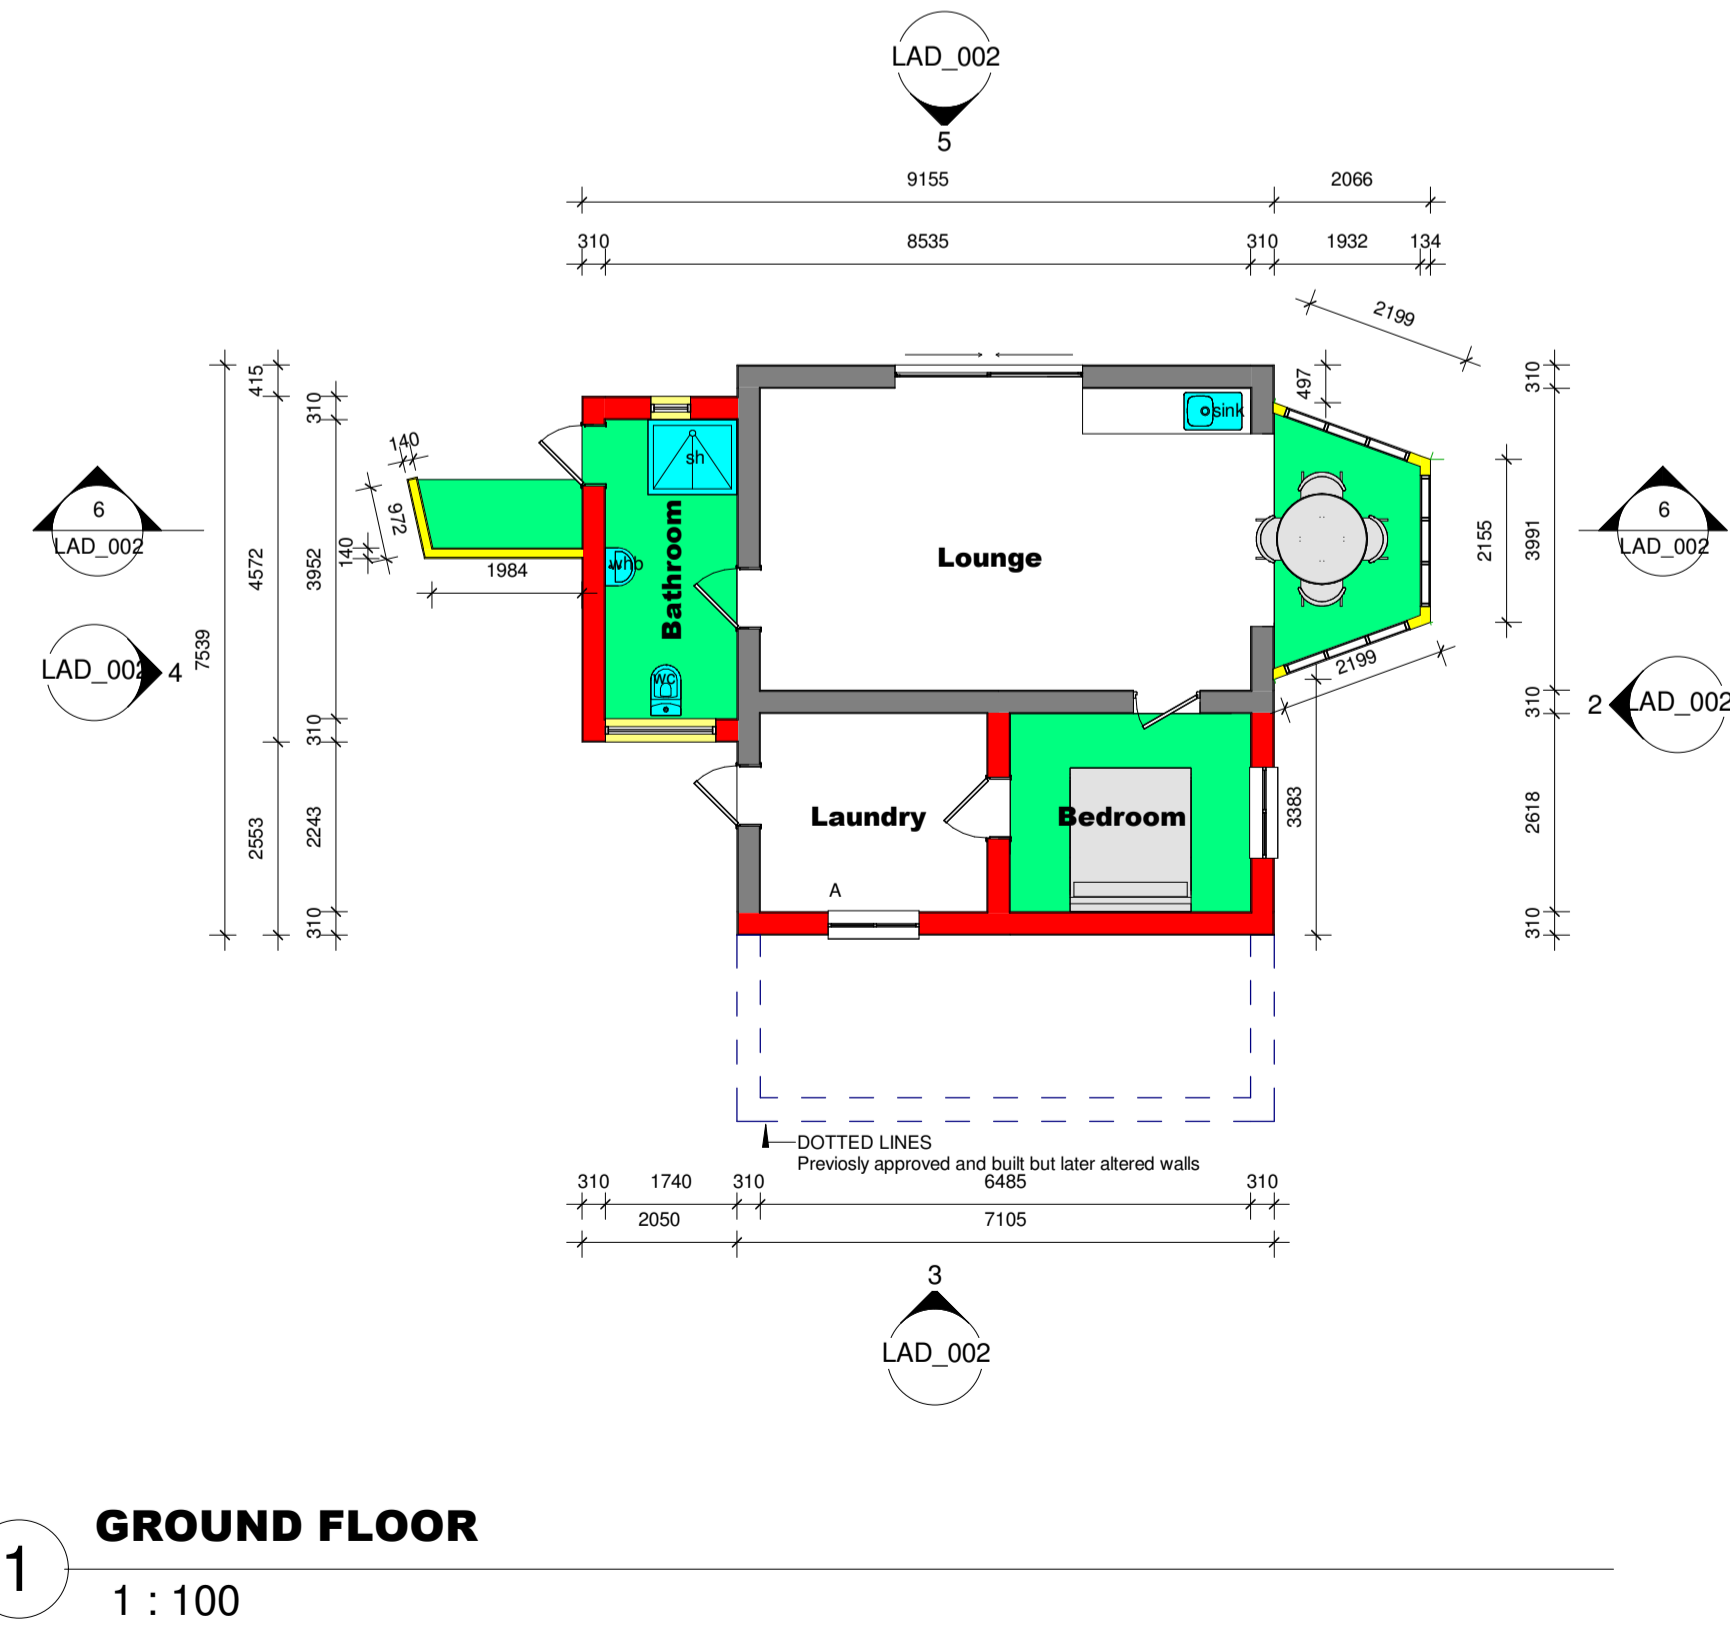 LAD_002
5
9155
2066
310
8535
310
1932
134
2199
415
310
497
310
sink
140
sh
6
LAD_002
972
140
1984
4572
3952
7539
whb
Bathroom
Lounge
2155
3991
6
LAD_002
LAD_002
4
wc
2199
310
310
2
LAD_002
2553
2243
Laundry
Bedroom
3383
2618
A
310
310
DOTTED LINES
Previosly approved and built but later altered walls
310
1740
310
6485
310
2050
7105
3
LAD_002
GROUND FLOOR
1
1 : 100